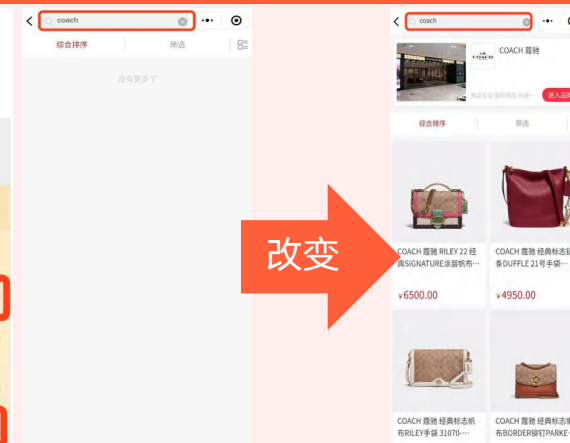 coach
综合排序 筛选
没有更多了
改变
coach
COACH
COACH 蔻驰
进入品牌
综合排序 筛选
COACH 蔻驰 RILEY 22 经
典SIGNATURE涂层帆布…
¥6500.00
COACH 蔻驰 经典标志链
条DUFFLE 21号手袋…
¥4950.00
COACH 蔻驰 经典标志帆
布RILEY手袋 31070-…
COACH 蔻驰 经典标志帆
布BORDER铆钉PARKE…